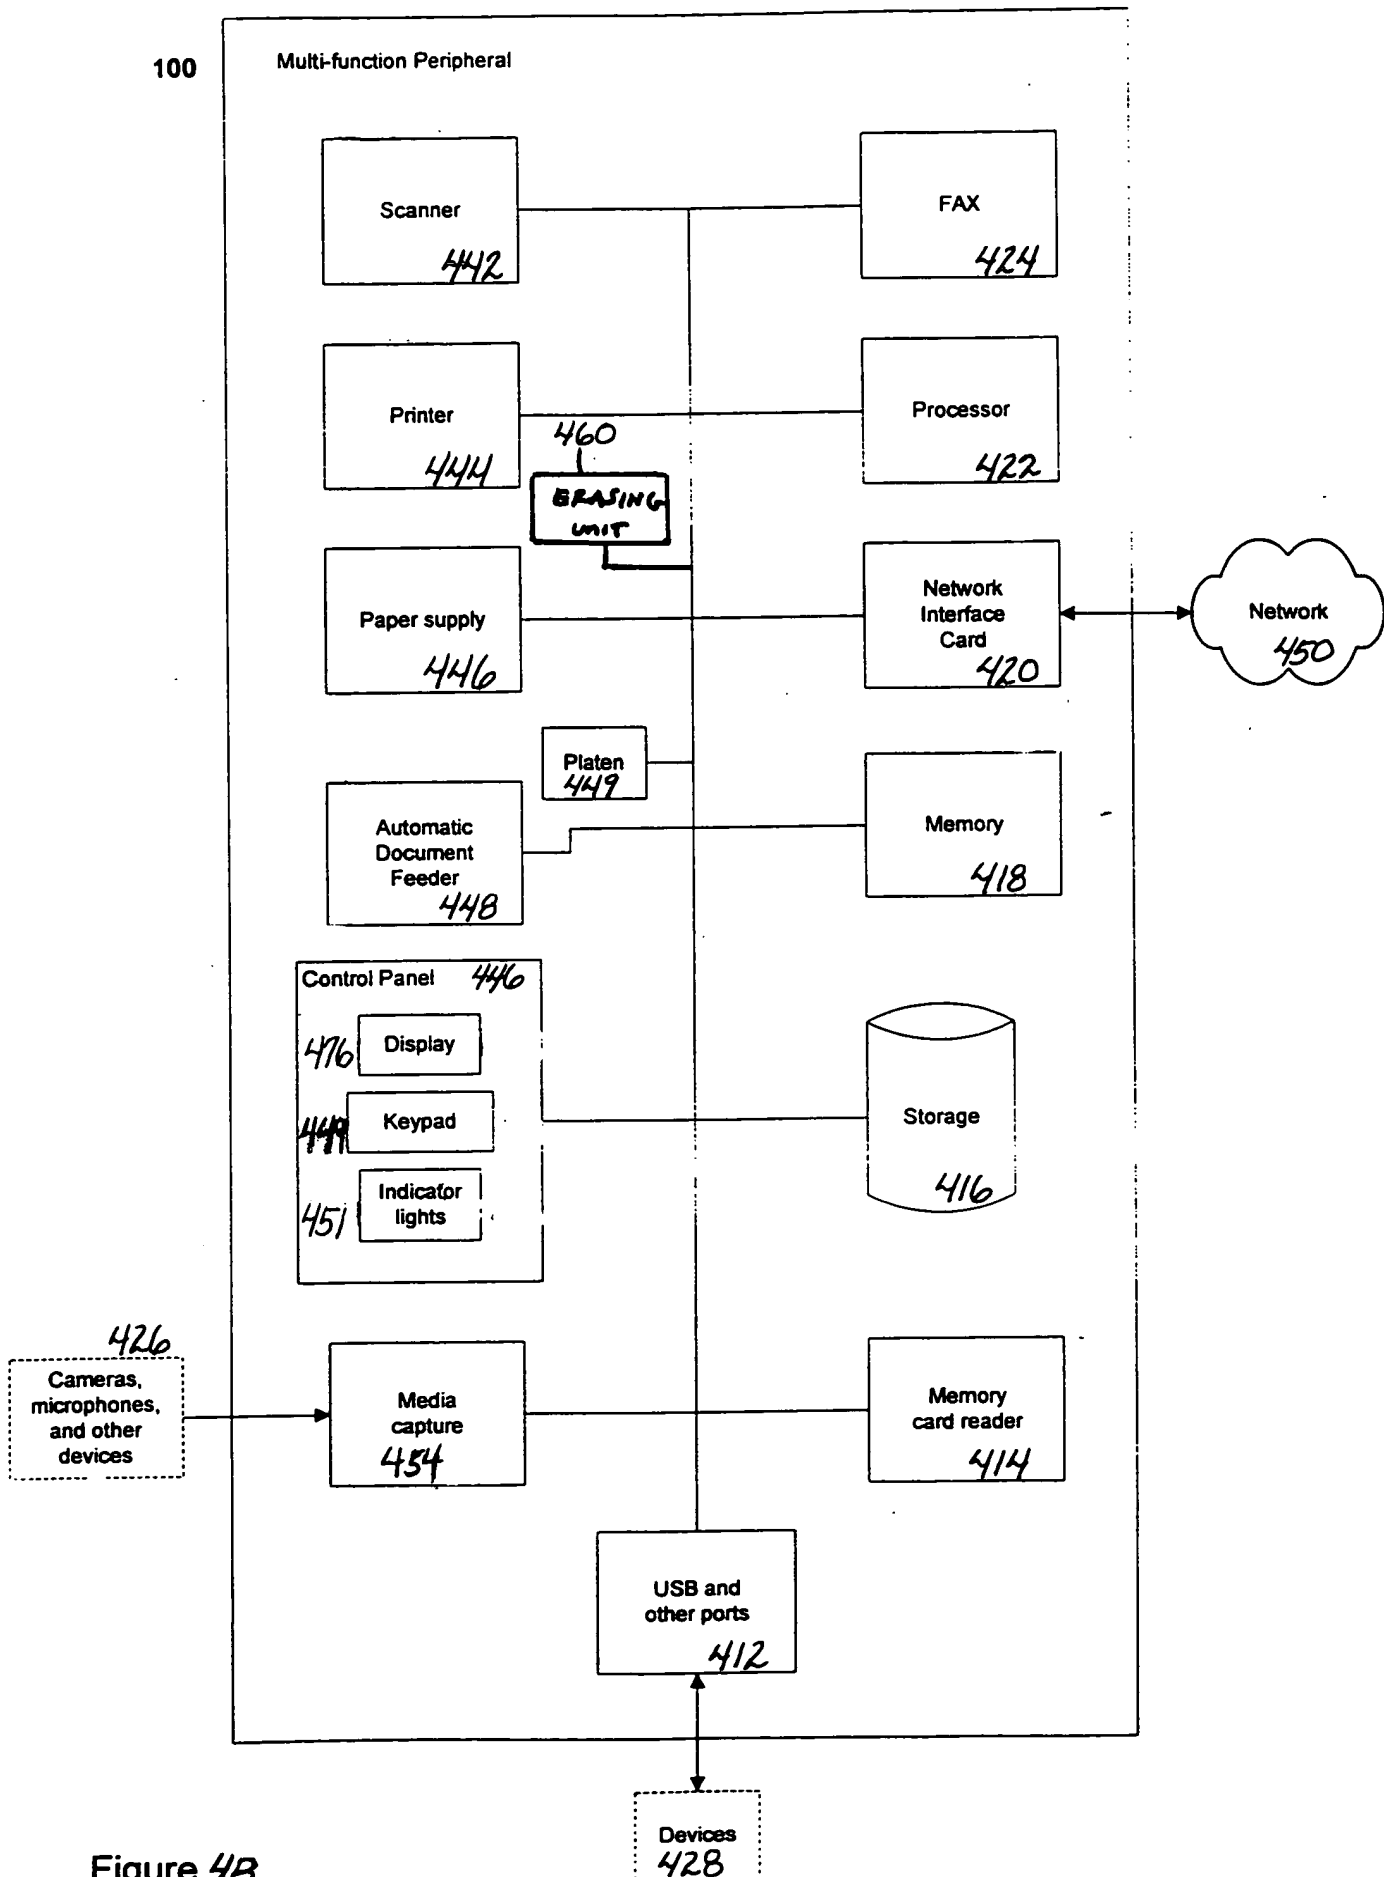 100
Multi-function Peripheral
Scanner
442
FAX
424
Printer
444
Processor
422
460
ERASING
UNIT
Paper supply
446
Network
Interface
Card
420
Network
450
Platen
449
Automatic
Document
Feeder
448
Memory
418
Control Panel 446
476 Display
449 Keypad
451 Indicator
lights
Storage
416
426
Cameras,
microphones,
and other
devices
Media
capture
454
Memory
card reader
414
USB and
other ports
412
Devices
428
Figure 4B